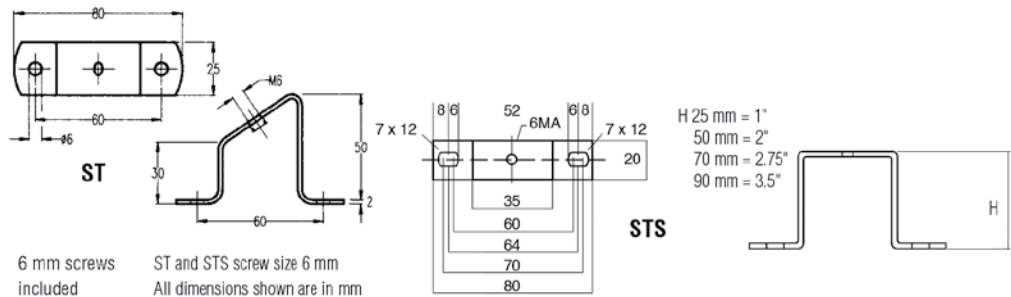 80
25
60
ø6
ST
M6
30
50
2
60
6 mm screws
included
ST and STS screw size 6 mm
All dimensions shown are in mm
8 6 52 6 8
7 x 12 6MA 7 x 12
20
35
60
64
70
80
STS
H 25 mm = 1"
50 mm = 2"
70 mm = 2.75"
90 mm = 3.5"
H